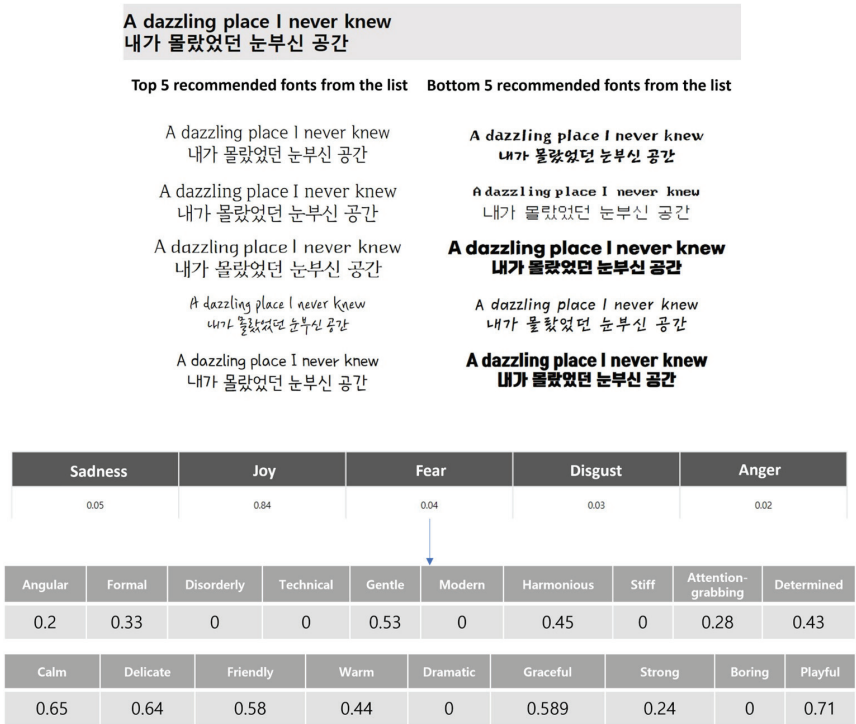 A dazzling place I never knew
내가 몰랐었던 눈부신 공간
Top 5 recommended fonts from the list
Bottom 5 recommended fonts from the list
A dazzling place I never knew
내가 몰랐었던 눈부신 공간
A dazzling place I never knew
내가 몰랐었던 눈부신 공간
A dazzling place I never knew
내가 몰랐었던 눈부신 공간
A dazzling place I never knew
내가 몰랐었던 눈부신 공간
A dazzling place I never knew
내가 몰랐었던 눈부신 공간
A dazzling place I never knew
내가 몰랐었던 눈부신 공간
A dazzling place I never knew
내가 몰랐었던 눈부신 공간
A dazzling place I never knew
내가 몰랐었던 눈부신 공간
A dazzling place I never knew
내가 몰랐었던 눈부신 공간
A dazzling place I never knew
내가 몰랐었던 눈부신 공간
Sadness Joy Fear Disgust Anger
0.05 0.84 0.04 0.03 0.02
Angular Formal Disorderly Technical Gentle Modern Harmonious Stiff Attention-grabbing Determined
0.2 0.33 0 0 0.53 0 0.45 0 0.28 0.43
Calm Delicate Friendly Warm Dramatic Graceful Strong Boring Playful
0.65 0.64 0.58 0.44 0 0.589 0.24 0 0.71